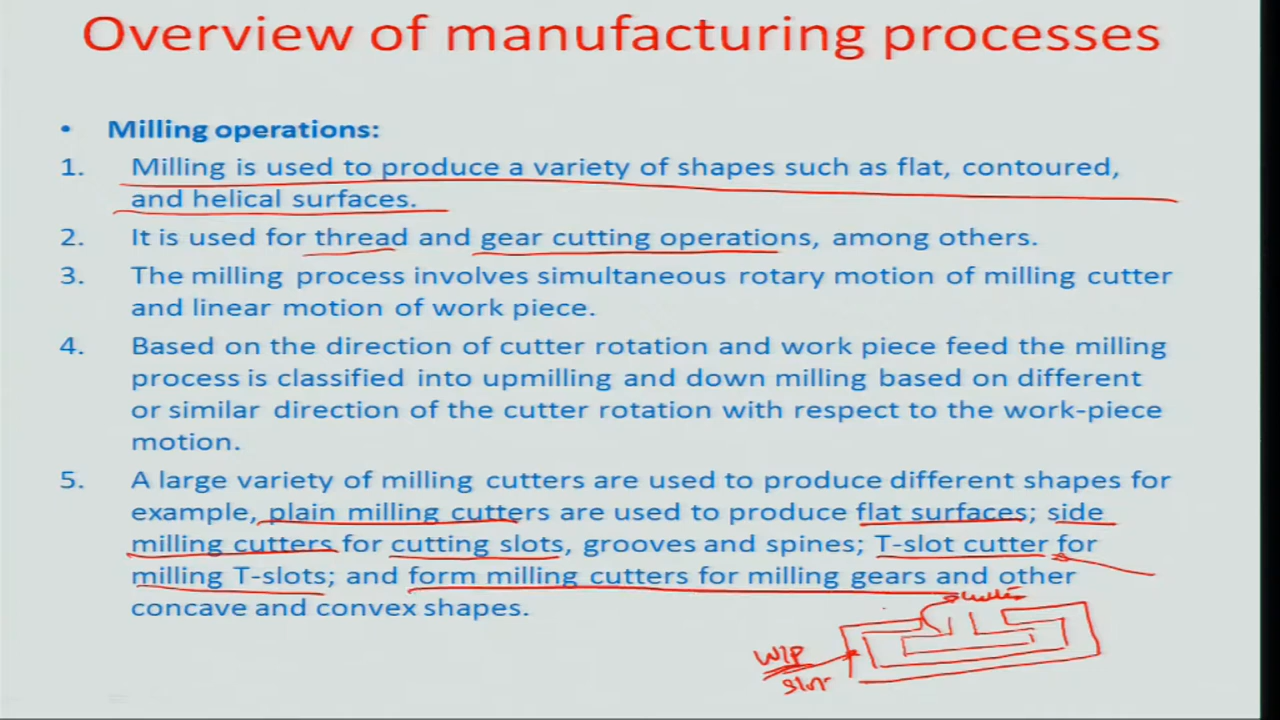 Overview of manufacturing processes
• Milling operations:
1. Milling is used to produce a variety of shapes such as flat, contoured,
and helical surfaces.
2. It is used for thread and gear cutting operations, among others.
3. The milling process involves simultaneous rotary motion of milling cutter
and linear motion of work piece.
4. Based on the direction of cutter rotation and work piece feed the milling
process is classified into upmilling and down milling based on different
or similar direction of the cutter rotation with respect to the work-piece
motion.
5. A large variety of milling cutters are used to produce different shapes for
example, plain milling cutters are used to produce flat surfaces; side
milling cutters for cutting slots, grooves and spines; T-slot cutter for
milling T-slots; and form milling cutters for milling gears and other
concave and convex shapes.
cutter
W/P
slot